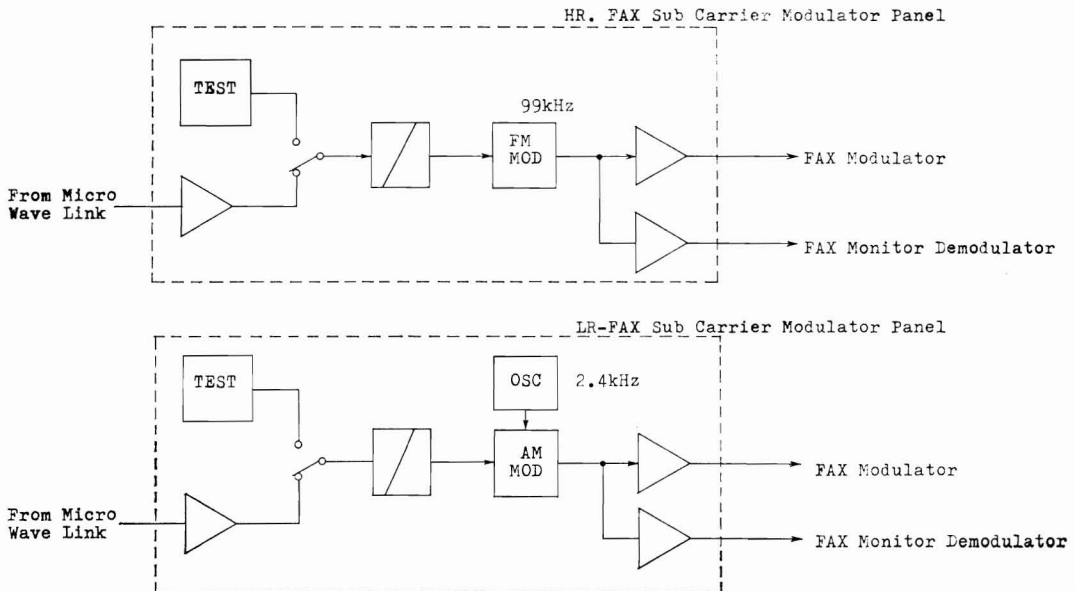 HR. FAX Sub Carrier Modulator Panel
TEST
99kHz
FM
MOD
FAX Modulator
From Micro
Wave Link
FAX Monitor Demodulator
LR-FAX Sub Carrier Modulator Panel
TEST
OSC
2.4kHz
AM
MOD
FAX Modulator
From Micro
Wave Link
FAX Monitor Demodulator